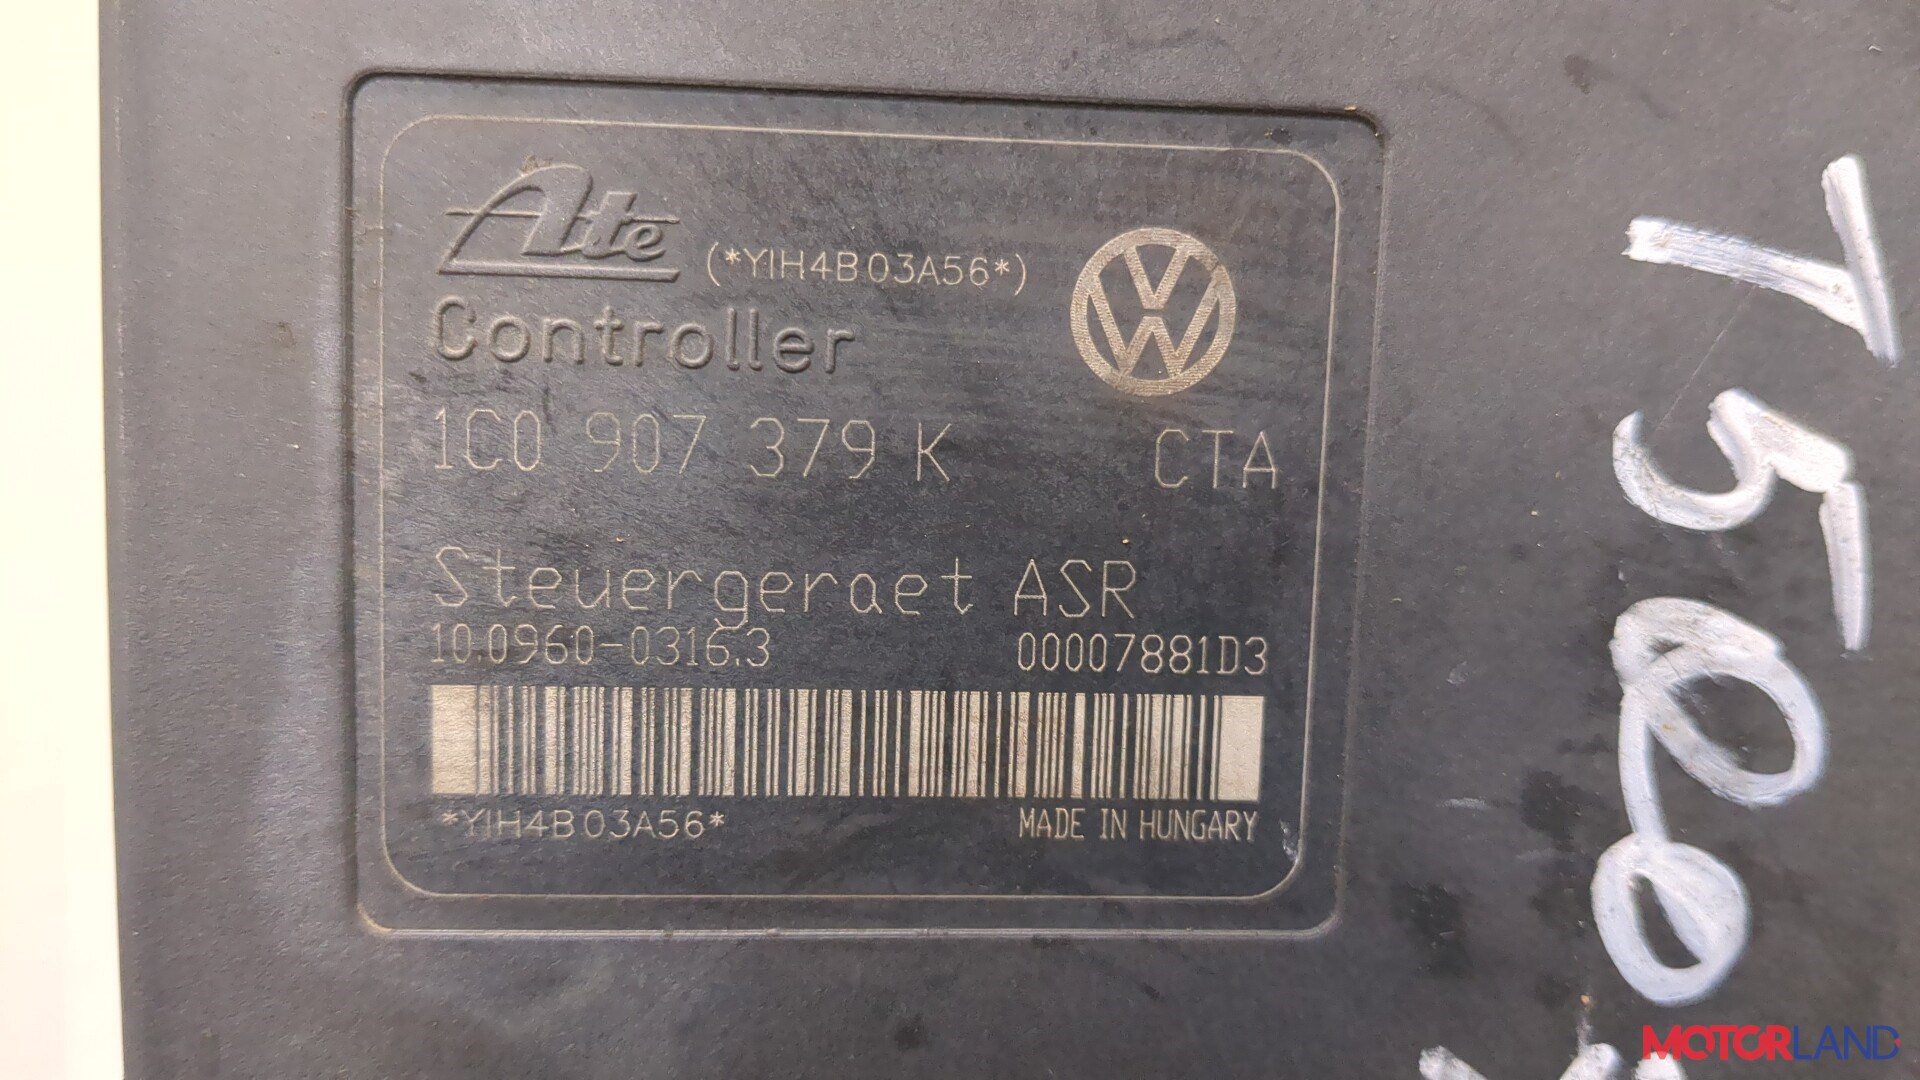 Ate (*YIH4B03A56*)
Controller
1C0 907 379 K CTA
Steuergeraet ASR
10.0960-0316.3 00007881D3
*YIH4B03A56*
MADE IN HUNGARY
MOTORLAND